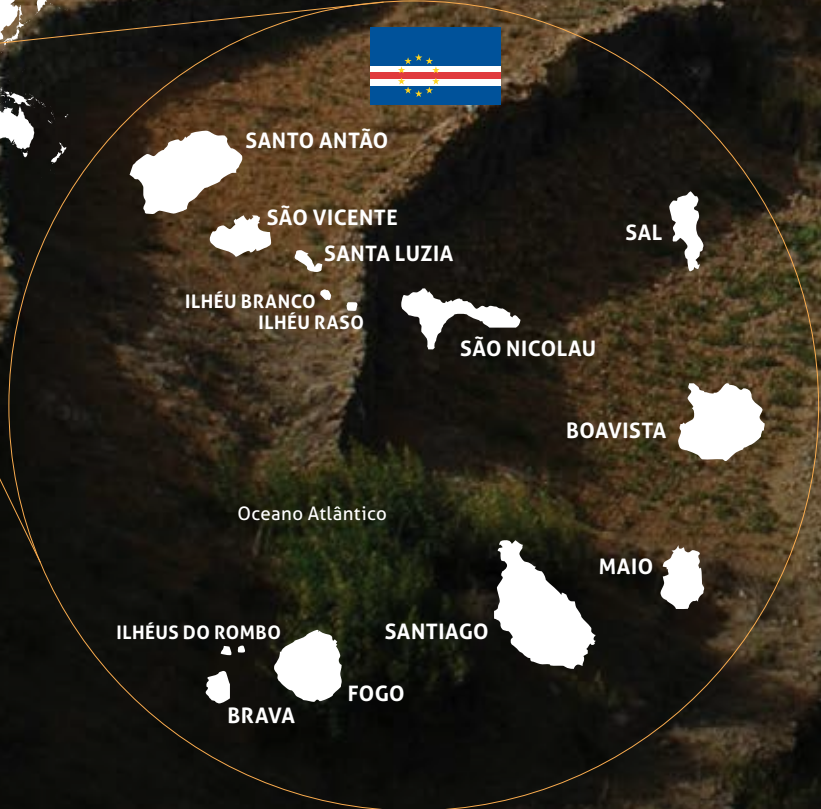 SANTO ANTÃO
SÃO VICENTE
SAL
SANTA LUZIA
ILHÉU BRANCO
ILHÉU RASO
SÃO NICOLAU
BOAVISTA
Oceano Atlântico
MAIO
ILHÉUS DO ROMBO
SANTIAGO
FOGO
BRAVA